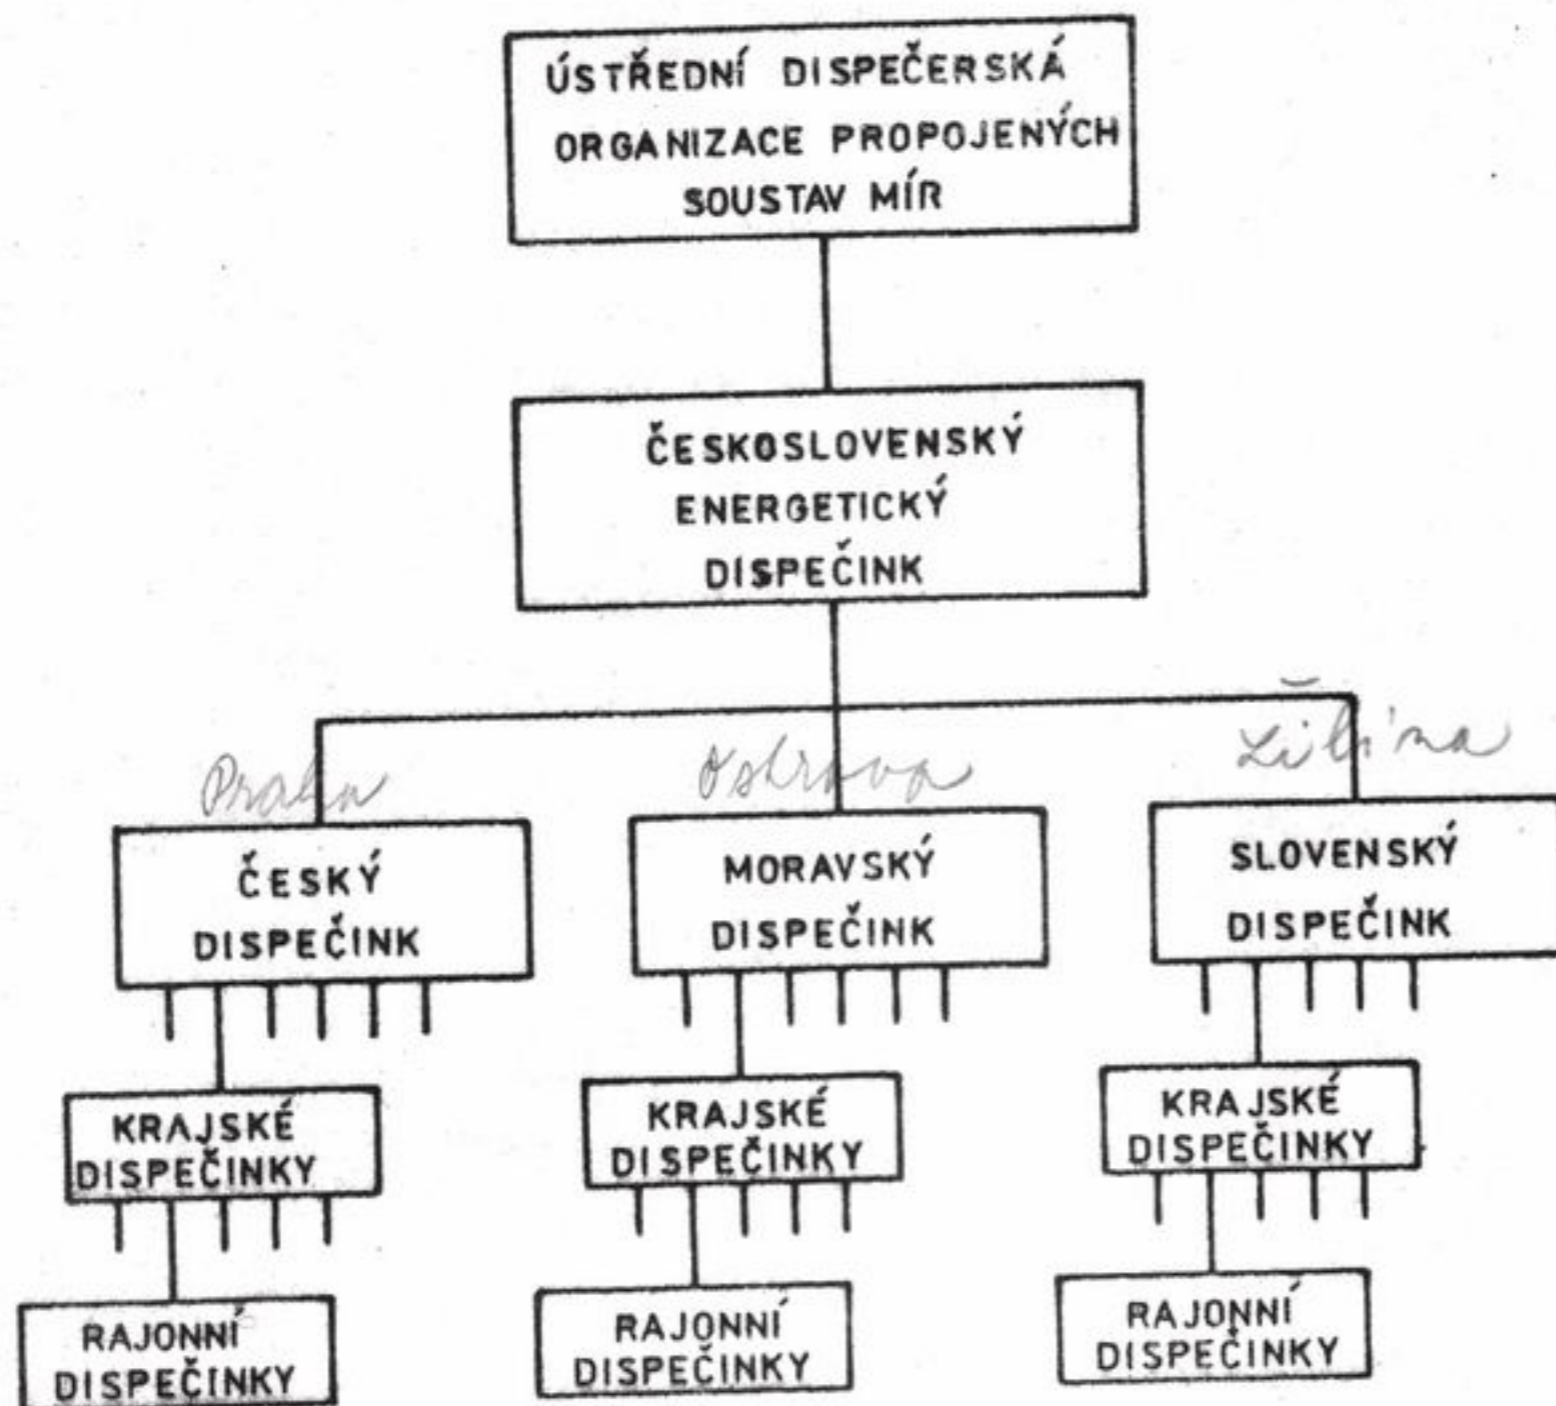 ÚSTŘEDNÍ DISPEČERSKÁ
ORGANIZACE PROPOJENÝCH
SOUSTAV MÍR
ČESKOSLOVENSKÝ
ENERGETICKÝ
DISPEČINK
Praha
Ostrava
Žilina
ČESKÝ
DISPEČINK
MORAVSKÝ
DISPEČINK
SLOVENSKÝ
DISPEČINK
KRAJSKÉ
DISPEČINKY
KRAJSKÉ
DISPEČINKY
KRAJSKÉ
DISPEČINKY
RAJONNÍ
DISPEČINKY
RAJONNÍ
DISPEČINKY
RAJONNÍ
DISPEČINKY